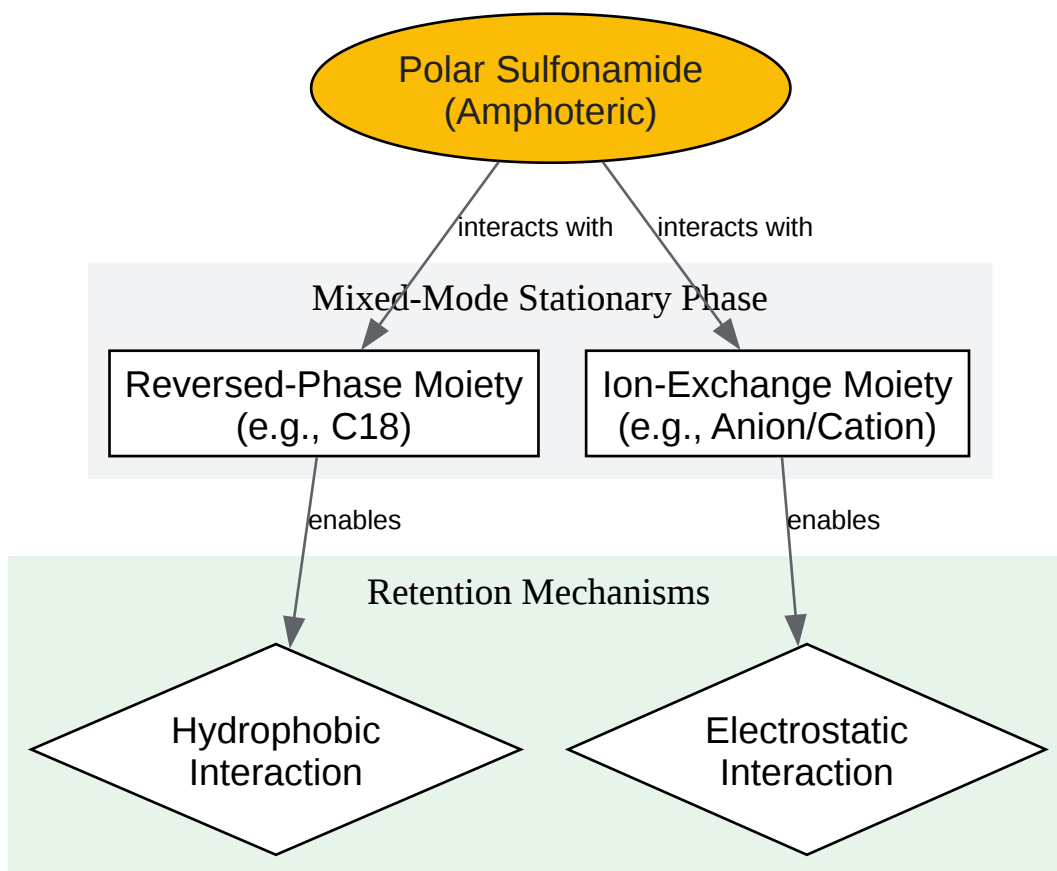 Polar Sulfonamide
(Amphoteric)
interacts with
interacts with
Mixed-Mode Stationary Phase
Reversed-Phase Moiety
(e.g., C18)
Ion-Exchange Moiety
(e.g., Anion/Cation)
enables
enables
Retention Mechanisms
Hydrophobic
Interaction
Electrostatic
Interaction